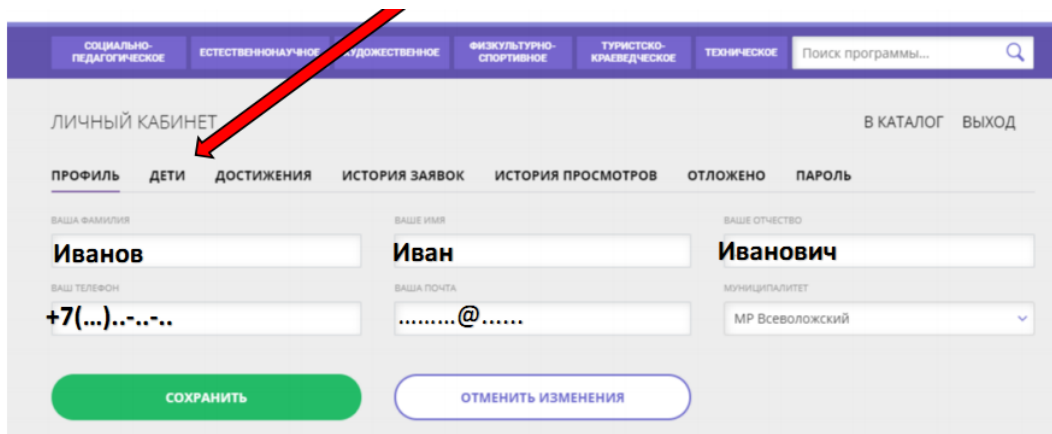 СОЦИАЛЬНО-
ПЕДАГОГИЧЕСКОЕ
ЕСТЕСТВЕННОНАУЧНОЕ
ХУДОЖЕСТВЕННОЕ
ФИЗКУЛЬТУРНО-
СПОРТИВНОЕ
ТУРИСТСКО-
КРАЕВЕДЧЕСКОЕ
ТЕХНИЧЕСКОЕ
Поиск программы...
ЛИЧНЫЙ КАБИНЕТ
В КАТАЛОГ ВЫХОД
ПРОФИЛЬ ДЕТИ ДОСТИЖЕНИЯ ИСТОРИЯ ЗАЯВОК ИСТОРИЯ ПРОСМОТРОВ ОТЛОЖЕНО ПАРОЛЬ
ВАША ФАМИЛИЯ ВАШЕ ИМЯ ВАШЕ ОТЧЕСТВО
Иванов Иван Иванович
ВАШ ТЕЛЕФОН ВАША ПОЧТА МУНИЦИПАЛИТЕТ
+7(...)..-..-.. .........@...... МР Всеволожский
СОХРАНИТЬ ОТМЕНИТЬ ИЗМЕНЕНИЯ